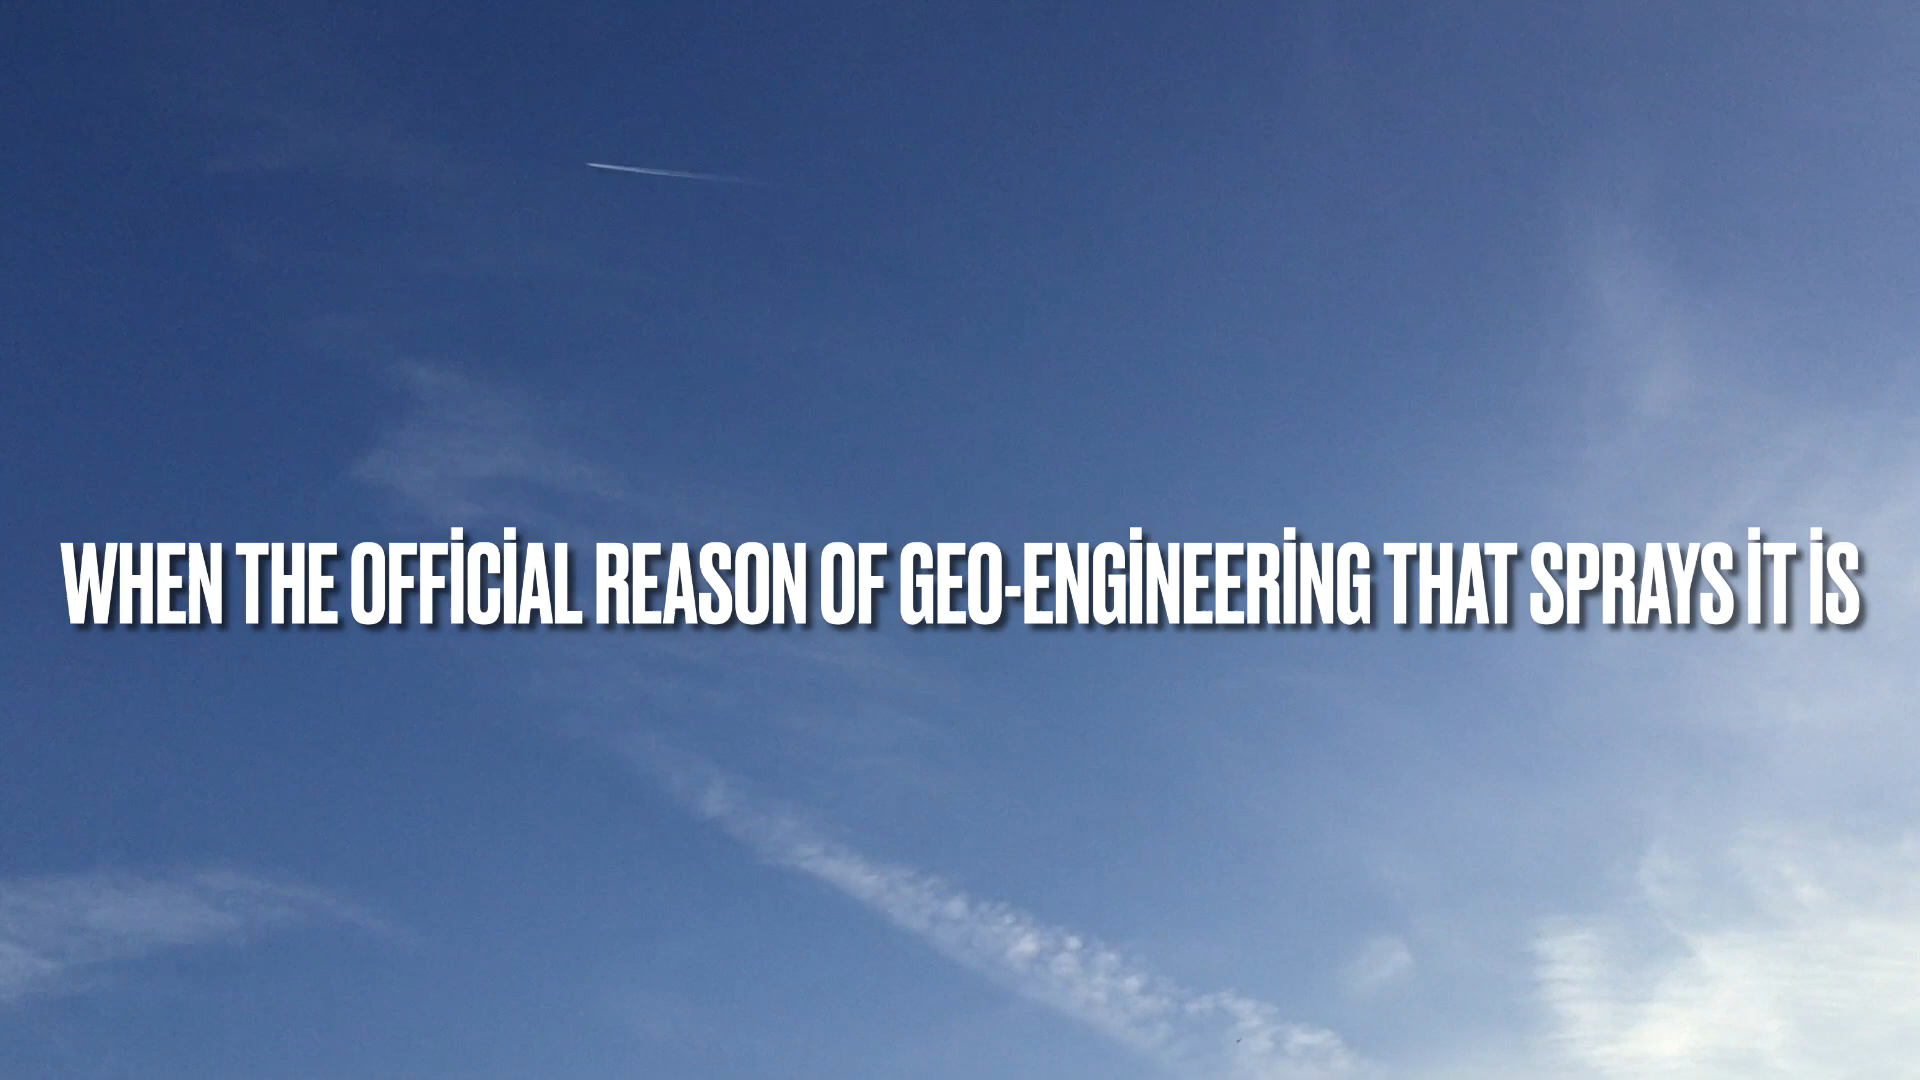 WHEN THE OFFİCİAL REASON OF GEO-ENGİNEERİNG THAT SPRAYS İT İS